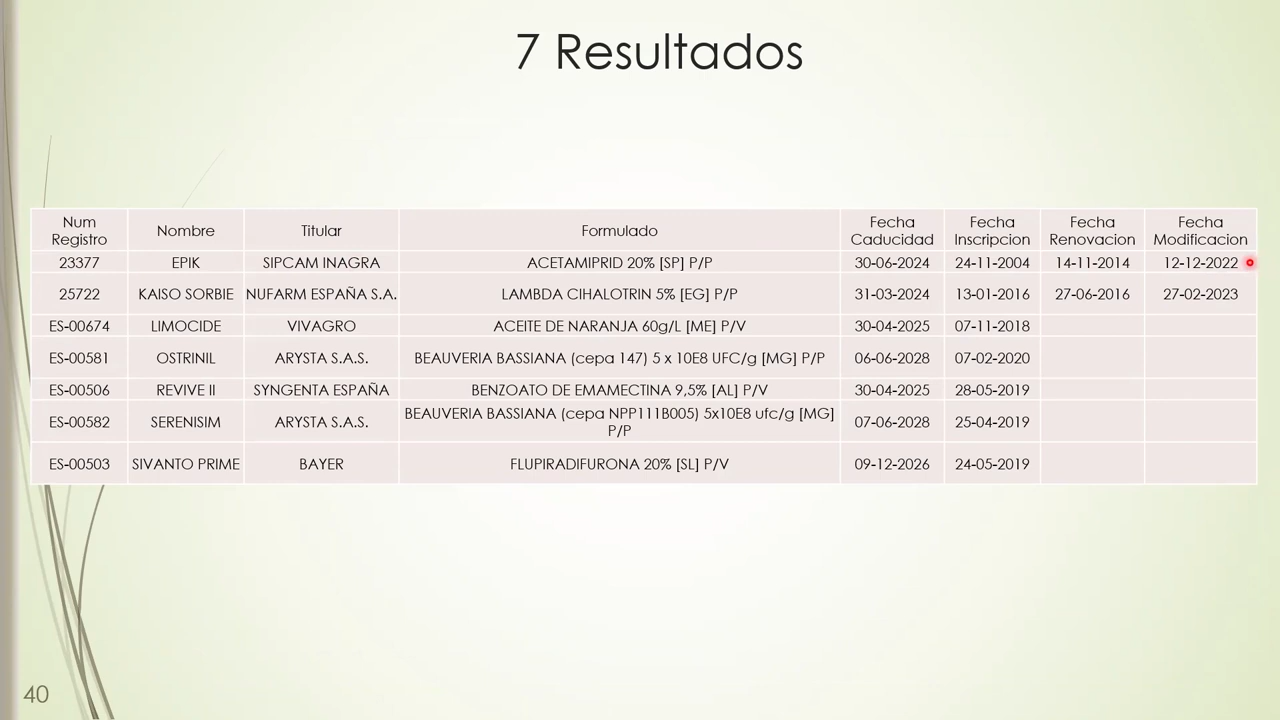 7 Resultados
Num Registro Nombre Titular Formulado Fecha Caducidad Fecha Inscripcion Fecha Renovacion Fecha Modificacion
23377 EPIK SIPCAM INAGRA ACETAMIPRID 20% [SP] P/P 30-06-2024 24-11-2004 14-11-2014 12-12-2022
25722 KAISO SORBIE NUFARM ESPAÑA S.A. LAMBDA CIHALOTRIN 5% [EG] P/P 31-03-2024 13-01-2016 27-06-2016 27-02-2023
ES-00674 LIMOCIDE VIVAGRO ACEITE DE NARANJA 60g/L [ME] P/V 30-04-2025 07-11-2018
ES-00581 OSTRINIL ARYSTA S.A.S. BEAUVERIA BASSIANA (cepa 147) 5 x 10E8 UFC/g [MG] P/P 06-06-2028 07-02-2020
ES-00506 REVIVE II SYNGENTA ESPAÑA BENZOATO DE EMAMECTINA 9,5% [AL] P/V 30-04-2025 28-05-2019
ES-00582 SERENISIM ARYSTA S.A.S. BEAUVERIA BASSIANA (cepa NPP111B005) 5x10E8 ufc/g [MG] P/P 07-06-2028 25-04-2019
ES-00503 SIVANTO PRIME BAYER FLUPIRADIFURONA 20% [SL] P/V 09-12-2026 24-05-2019
40